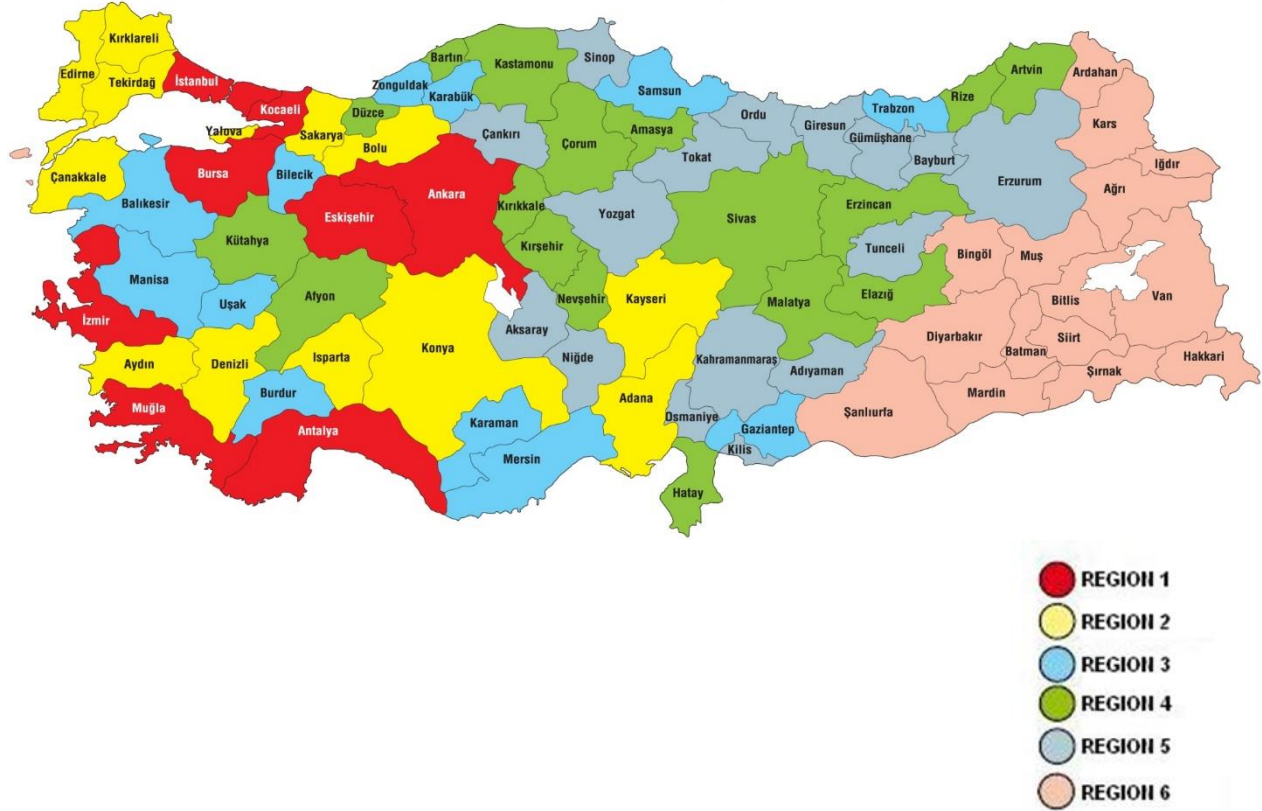 Kırklareli
Edirne
Tekirdağ
İstanbul
Kocaeli
Yalova
Sakarya
Düzce
Bolu
Zonguldak
Bartın
Karabük
Kastamonu
Sinop
Samsun
Çankırı
Çorum
Amasya
Tokat
Ordu
Giresun
Gümüşhane
Trabzon
Bayburt
Rize
Artvin
Ardahan
Kars
Iğdır
Ağrı
Erzurum
Çanakkale
Balıkesir
Bursa
Bilecik
Eskişehir
Ankara
Kırıkkale
Yozgat
Sivas
Erzincan
Tunceli
Bingöl
Muş
Bitlis
Van
Kütahya
Kırşehir
Manisa
Uşak
Afyon
İzmir
Nevşehir
Kayseri
Malatya
Elazığ
Diyarbakır
Batman
Siirt
Şırnak
Hakkari
Aydın
Denizli
Isparta
Konya
Aksaray
Niğde
Kahramanmaraş
Adıyaman
Mardin
Şanlıurfa
Muğla
Burdur
Antalya
Karaman
Mersin
Adana
Osmaniye
Gaziantep
Kilis
Hatay
REGION 1
REGION 2
REGION 3
REGION 4
REGION 5
REGION 6